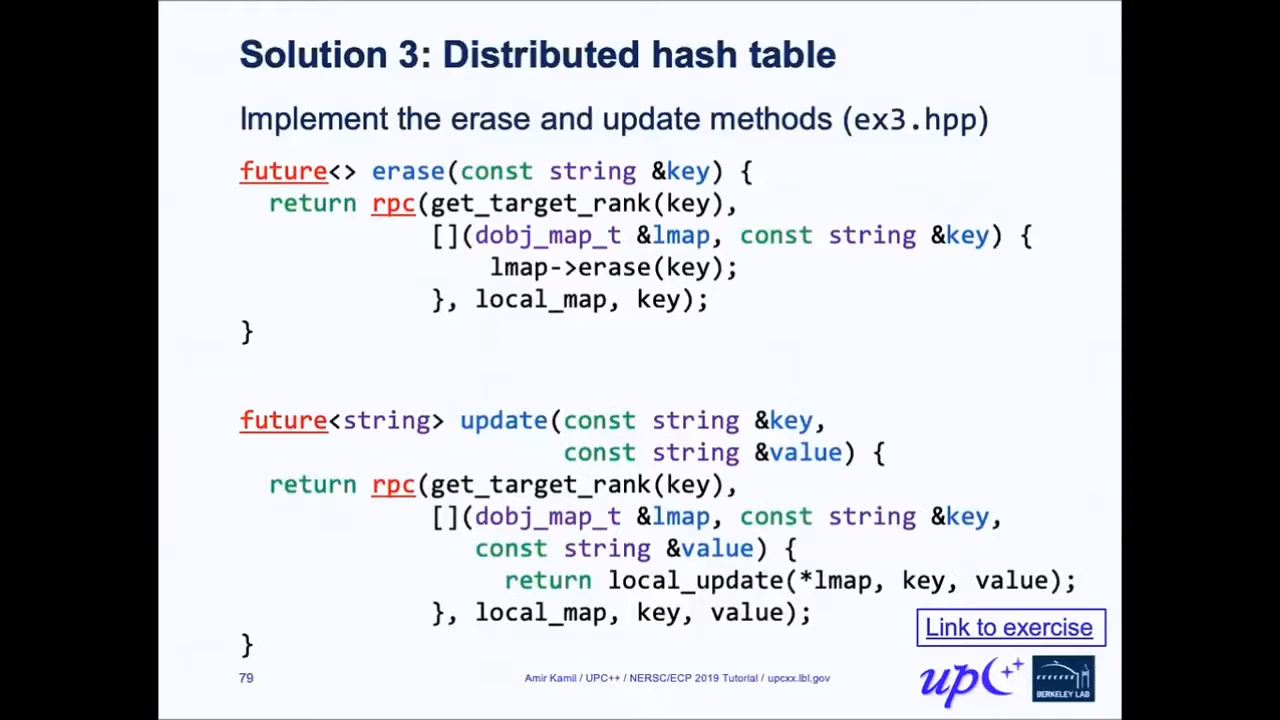 Solution 3: Distributed hash table
Implement the erase and update methods (ex3.hpp)
future<> erase(const string &key) {
  return rpc(get_target_rank(key),
             [](dobj_map_t &lmap, const string &key) {
                 lmap->erase(key);
             }, local_map, key);
}
future<string> update(const string &key,
                      const string &value) {
  return rpc(get_target_rank(key),
             [](dobj_map_t &lmap, const string &key,
                const string &value) {
                  return local_update(*lmap, key, value);
             }, local_map, key, value);
}
Link to exercise
79
Amir Kamil / UPC++ / NERSC/ECP 2019 Tutorial / upcxx.lbl.gov
upc++
BERKELEY LAB